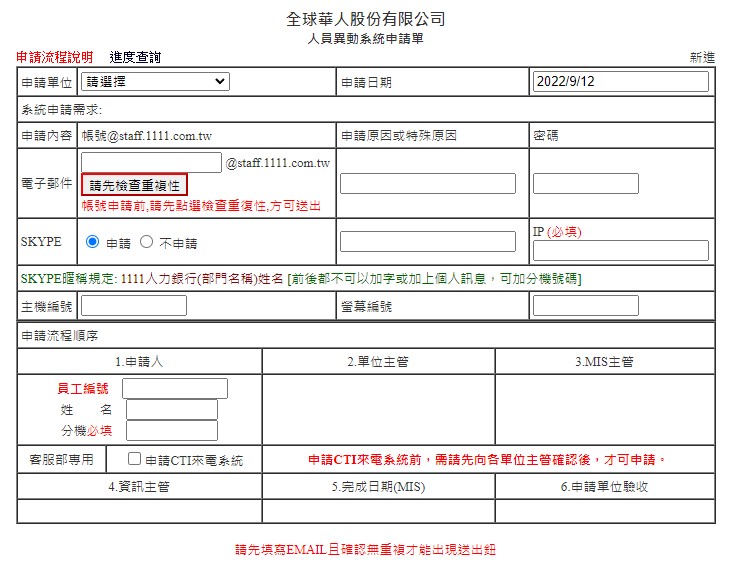 全球華人股份有限公司
人員異動系統申請單
申請流程說明 進度查詢 新進
申請單位 請選擇 申請日期 2022/9/12
系統申請需求:
申請內容 帳號@staff.1111.com.tw 申請原因或特殊原因 密碼
電子郵件 @staff.1111.com.tw
請先檢查重複性
帳號申請前,請先點選檢查重復性,方可送出
SKYPE 申請 不申請 IP (必填)
SKYPE暱稱規定: 1111人力銀行(部門名稱)姓名 [前後都不可以加字或加上個人訊息，可加分機號碼]
主機編號 螢幕編號
申請流程順序
1.申請人 2.單位主管 3.MIS主管
員工編號
姓 名
分機必填
客服部專用 申請CTI來電系統 申請CTI來電系統前，需請先向各單位主管確認後，才可申請。
4.資訊主管 5.完成日期(MIS) 6.申請單位驗收
請先填寫EMAIL且確認無重複才能出現送出鈕